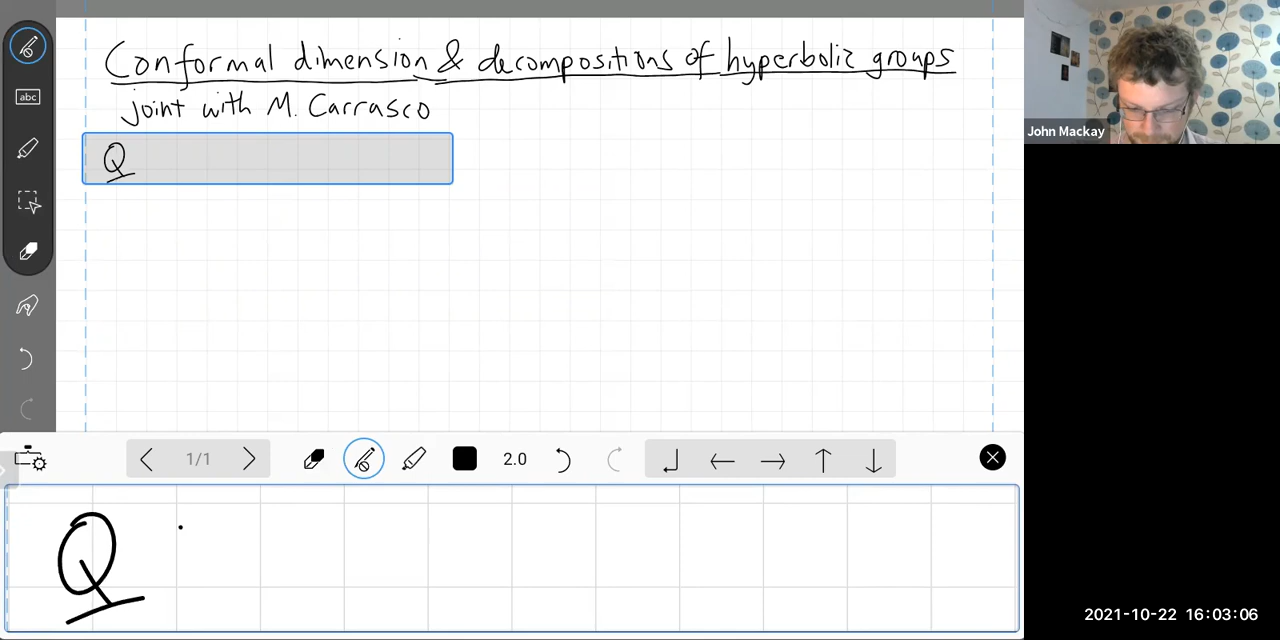 Conformal dimension & decompositions of hyperbolic groups
joint with M. Carrasco
Q
John Mackay
abc
1/1
2.0
Q
2021-10-22 16:03:06